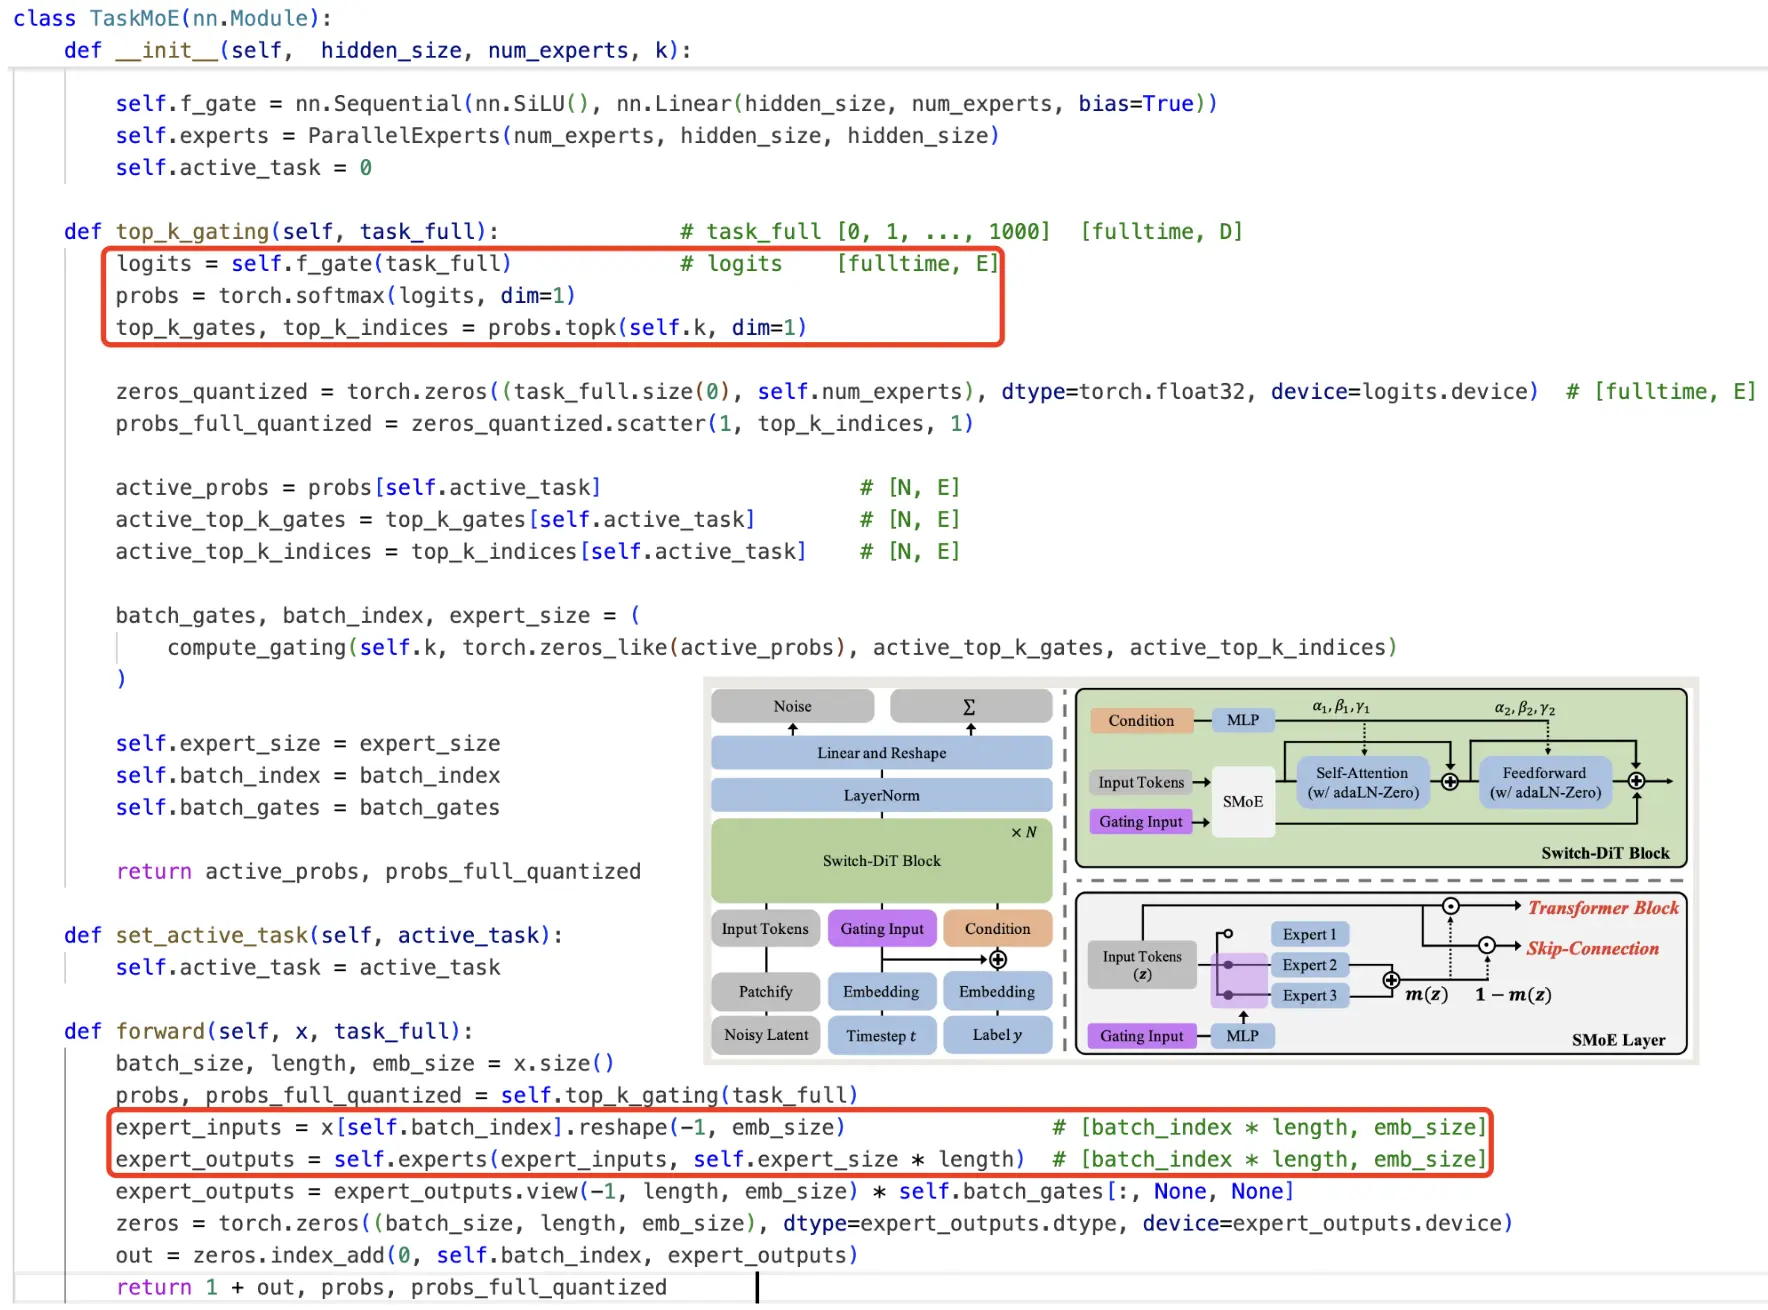 class TaskMoE(nn.Module):
def __init__(self,  hidden_size, num_experts, k):
self.f_gate = nn.Sequential(nn.SiLU(), nn.Linear(hidden_size, num_experts, bias=True))
self.experts = ParallelExperts(num_experts, hidden_size, hidden_size)
self.active_task = 0
def top_k_gating(self, task_full):              # task_full [0, 1, ..., 1000]  [fulltime, D]
logits = self.f_gate(task_full)             # logits    [fulltime, E]
probs = torch.softmax(logits, dim=1)
top_k_gates, top_k_indices = probs.topk(self.k, dim=1)
zeros_quantized = torch.zeros((task_full.size(0), self.num_experts), dtype=torch.float32, device=logits.device)  # [fulltime, E]
probs_full_quantized = zeros_quantized.scatter(1, top_k_indices, 1)
active_probs = probs[self.active_task]                    # [N, E]
active_top_k_gates = top_k_gates[self.active_task]        # [N, E]
active_top_k_indices = top_k_indices[self.active_task]    # [N, E]
batch_gates, batch_index, expert_size = (
compute_gating(self.k, torch.zeros_like(active_probs), active_top_k_gates, active_top_k_indices)
)
self.expert_size = expert_size
self.batch_index = batch_index
self.batch_gates = batch_gates
return active_probs, probs_full_quantized
def set_active_task(self, active_task):
self.active_task = active_task
def forward(self, x, task_full):
batch_size, length, emb_size = x.size()
probs, probs_full_quantized = self.top_k_gating(task_full)
expert_inputs = x[self.batch_index].reshape(-1, emb_size)                # [batch_index * length, emb_size]
expert_outputs = self.experts(expert_inputs, self.expert_size * length)  # [batch_index * length, emb_size]
expert_outputs = expert_outputs.view(-1, length, emb_size) * self.batch_gates[:, None, None]
zeros = torch.zeros((batch_size, length, emb_size), dtype=expert_outputs.dtype, device=expert_outputs.device)
out = zeros.index_add(0, self.batch_index, expert_outputs)
return 1 + out, probs, probs_full_quantized
Noise
Σ
Linear and Reshape
LayerNorm
× N
Switch-DiT Block
Input Tokens
Gating Input
Condition
Patchify
Embedding
Embedding
Noisy Latent
Timestep t
Label y
Condition
MLP
α₁,β₁,γ₁
α₂,β₂,γ₂
Input Tokens
Gating Input
SMoE
Self-Attention
(w/ adaLN-Zero)
Feedforward
(w/ adaLN-Zero)
Switch-DiT Block
Input Tokens
(z)
Expert 1
Expert 2
Expert 3
Gating Input
MLP
m(z)
1 − m(z)
Transformer Block
Skip-Connection
SMoE Layer